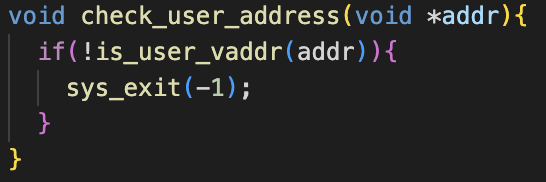 void check_user_address(void *addr){
  if(!is_user_vaddr(addr)){
    sys_exit(-1);
  }
}